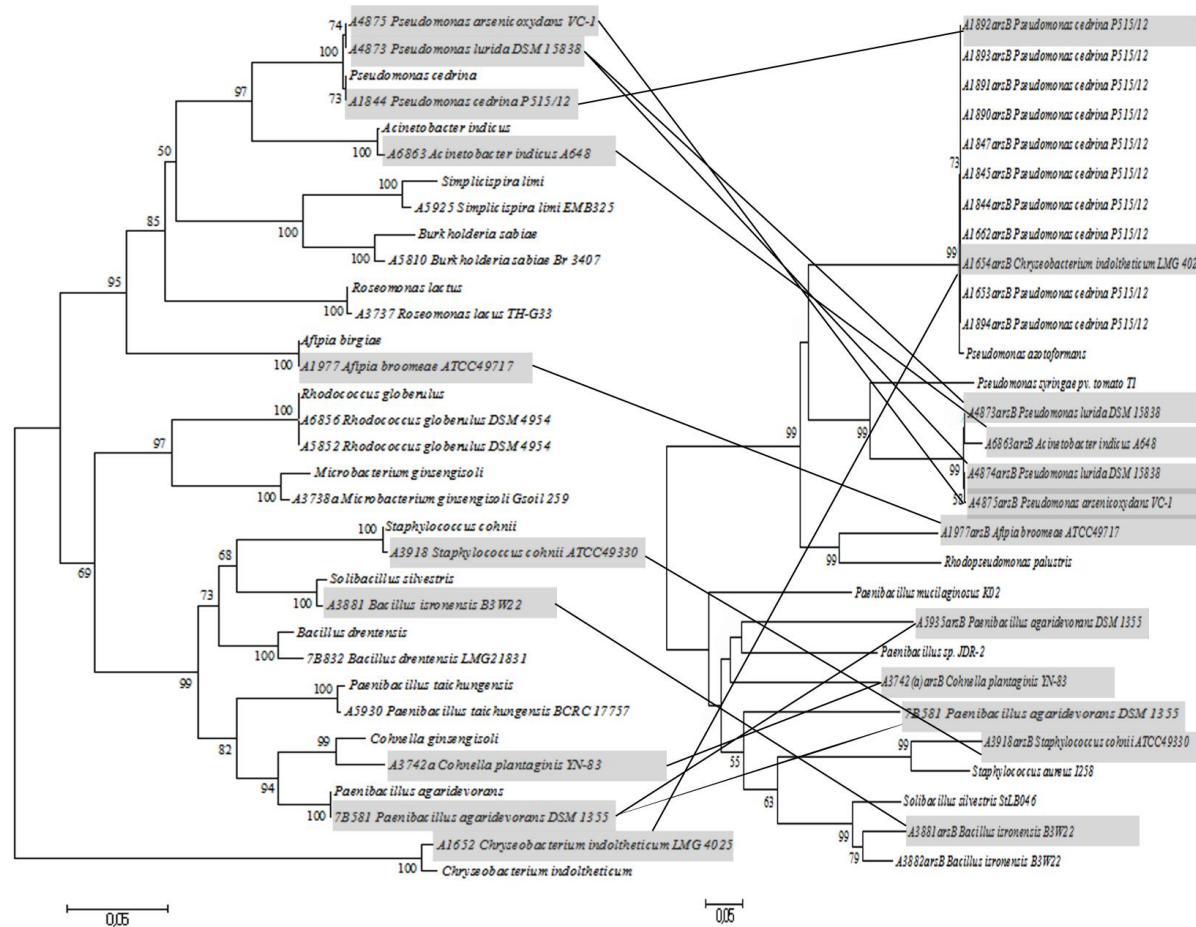 A4875 Pseudomonas arsenicoxydans VC-1
74
A4873 Pseudomonas lurida DSM 15838
100
Pseudomonas cedrina
97
73
A1844 Pseudomonas cedrina P515/12
Acinetobacter indicus
100
A6863 Acinetobacter indicus A648
50
Simplicispira limi
100
A5925 Simplicispira limi EMB325
85
100
Burkholderia sabiae
100
A5810 Burkholderia sabiae Br 3407
95
Roseomonas lactus
100
A3737 Roseomonas lacus TH-G33
Afipia birgiae
100
A1977 Afipia broomeae ATCC49717
Rhodococcus globerulus
100
A6856 Rhodococcus globerulus DSM 4954
A5852 Rhodococcus globerulus DSM 4954
97
Microbacterium ginsengisoli
100
A3738a Microbacterium ginsengisoli Gsoil 259
Staphylococcus cohnii
100
A3918 Staphylococcus cohnii ATCC49330
68
69
Solibacillus silvestris
100
A3881 Bacillus isronensis B3W22
73
Bacillus drentensis
100
7B832 Bacillus drentensis LMG21831
99
Paenibacillus taichungensis
100
A5930 Paenibacillus taichungensis BCRC 17757
82
Cohnella ginsengisoli
99
A3742a Cohnella plantaginis YN-83
94
Paenibacillus agaridevorans
100
7B581 Paenibacillus agaridevorans DSM 1355
A1652 Chryseobacterium indoltheticum LMG 4025
100
Chryseobacterium indoltheticum
0,05
A1892arsB Pseudomonas cedrina P515/12
A1893arsB Pseudomonas cedrina P515/12
A1891arsB Pseudomonas cedrina P515/12
A1890arsB Pseudomonas cedrina P515/12
A1847arsB Pseudomonas cedrina P515/12
73
A1845arsB Pseudomonas cedrina P515/12
A1844arsB Pseudomonas cedrina P515/12
A1662arsB Pseudomonas cedrina P515/12
99
A1654arsB Chryseobacterium indoltheticum LMG 402
A1653arsB Pseudomonas cedrina P515/12
A1894arsB Pseudomonas cedrina P515/12
Pseudomonas azotoformans
Pseudomonas syringae pv. tomato T1
A4873arsB Pseudomonas lurida DSM 15838
99
99
A6863arsB Acinetobacter indicus A648
99
A4874arsB Pseudomonas lurida DSM 15838
A4875arsB Pseudomonas arsenicoxydans VC-1
A1977arsB Afipia broomeae ATCC49717
99
Rhodopseudomonas palustris
Paenibacillus mucilaginosus K02
A5935arsB Paenibacillus agaridevorans DSM 1355
Paenibacillus sp. JDR-2
A3742(a)arsB Cohnella plantaginis YN-83
7B581 Paenibacillus agaridevorans DSM 1355
A3918arsB Staphylococcus cohnii ATCC49330
99
55
Staphylococcus aureus I258
63
Solibacillus silvestris StLB046
99
A3881arsB Bacillus isronensis B3W22
79
A3882arsB Bacillus isronensis B3W22
0,05